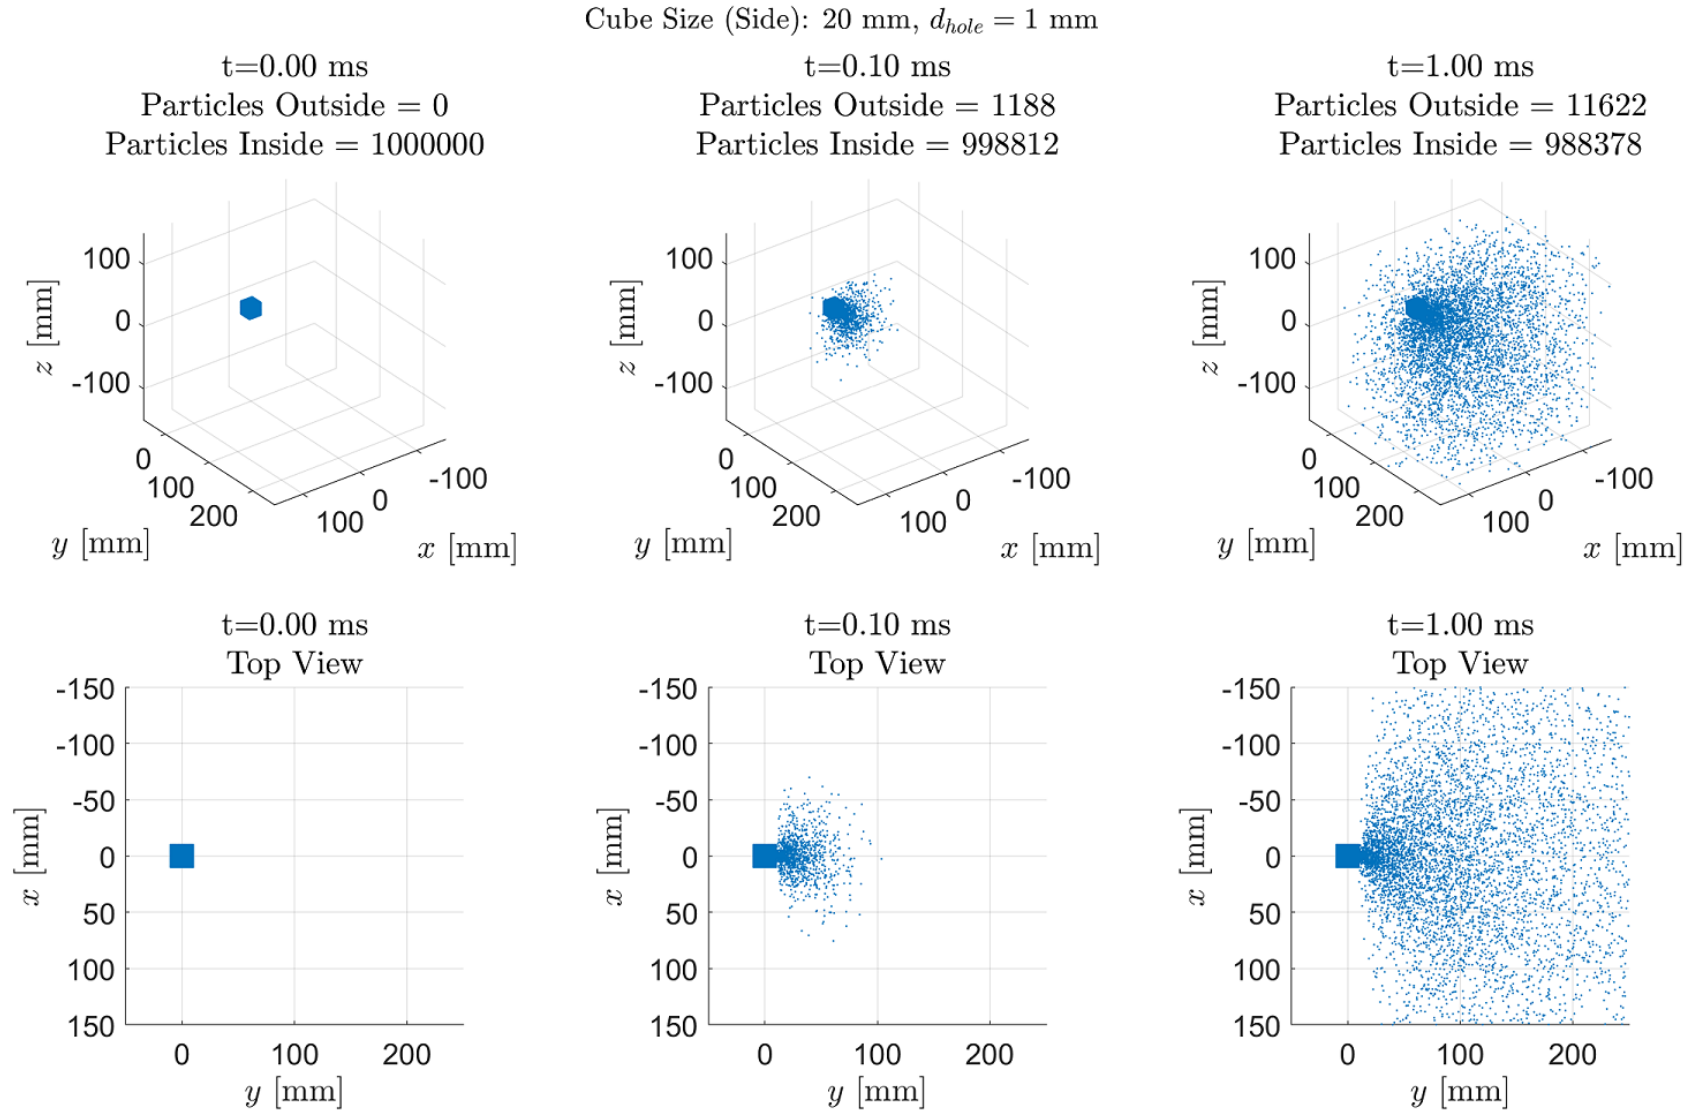 Cube Size (Side): 20 mm, d_hole = 1 mm
t=0.00 ms
Particles Outside = 0
Particles Inside = 1000000
100
0
-100
z [mm]
0
100
200
y [mm]
-100
0
100
x [mm]
t=0.10 ms
Particles Outside = 1188
Particles Inside = 998812
100
0
-100
z [mm]
0
100
200
y [mm]
-100
0
100
x [mm]
t=1.00 ms
Particles Outside = 11622
Particles Inside = 988378
100
0
-100
z [mm]
0
100
200
y [mm]
-100
0
100
x [mm]
t=0.00 ms
Top View
-150
-100
-50
0
50
100
150
x [mm]
0 100 200
y [mm]
t=0.10 ms
Top View
-150
-100
-50
0
50
100
150
x [mm]
0 100 200
y [mm]
t=1.00 ms
Top View
-150
-100
-50
0
50
100
150
x [mm]
0 100 200
y [mm]